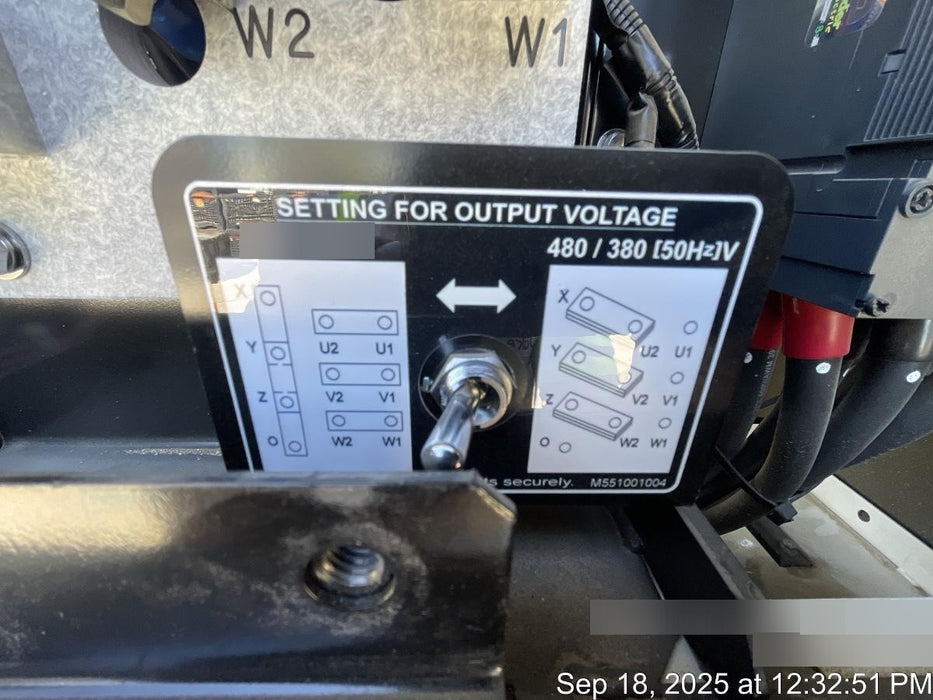 W2 W1
SETTING FOR OUTPUT VOLTAGE
480 / 380 [50Hz]V
X
Y
Z
O
U2 U1
V2 V1
W2 W1
X
Y
Z
O
U2 U1
V2 V1
W2 W1
securely. M551001004
Sep 18, 2025 at 12:32:51 PM